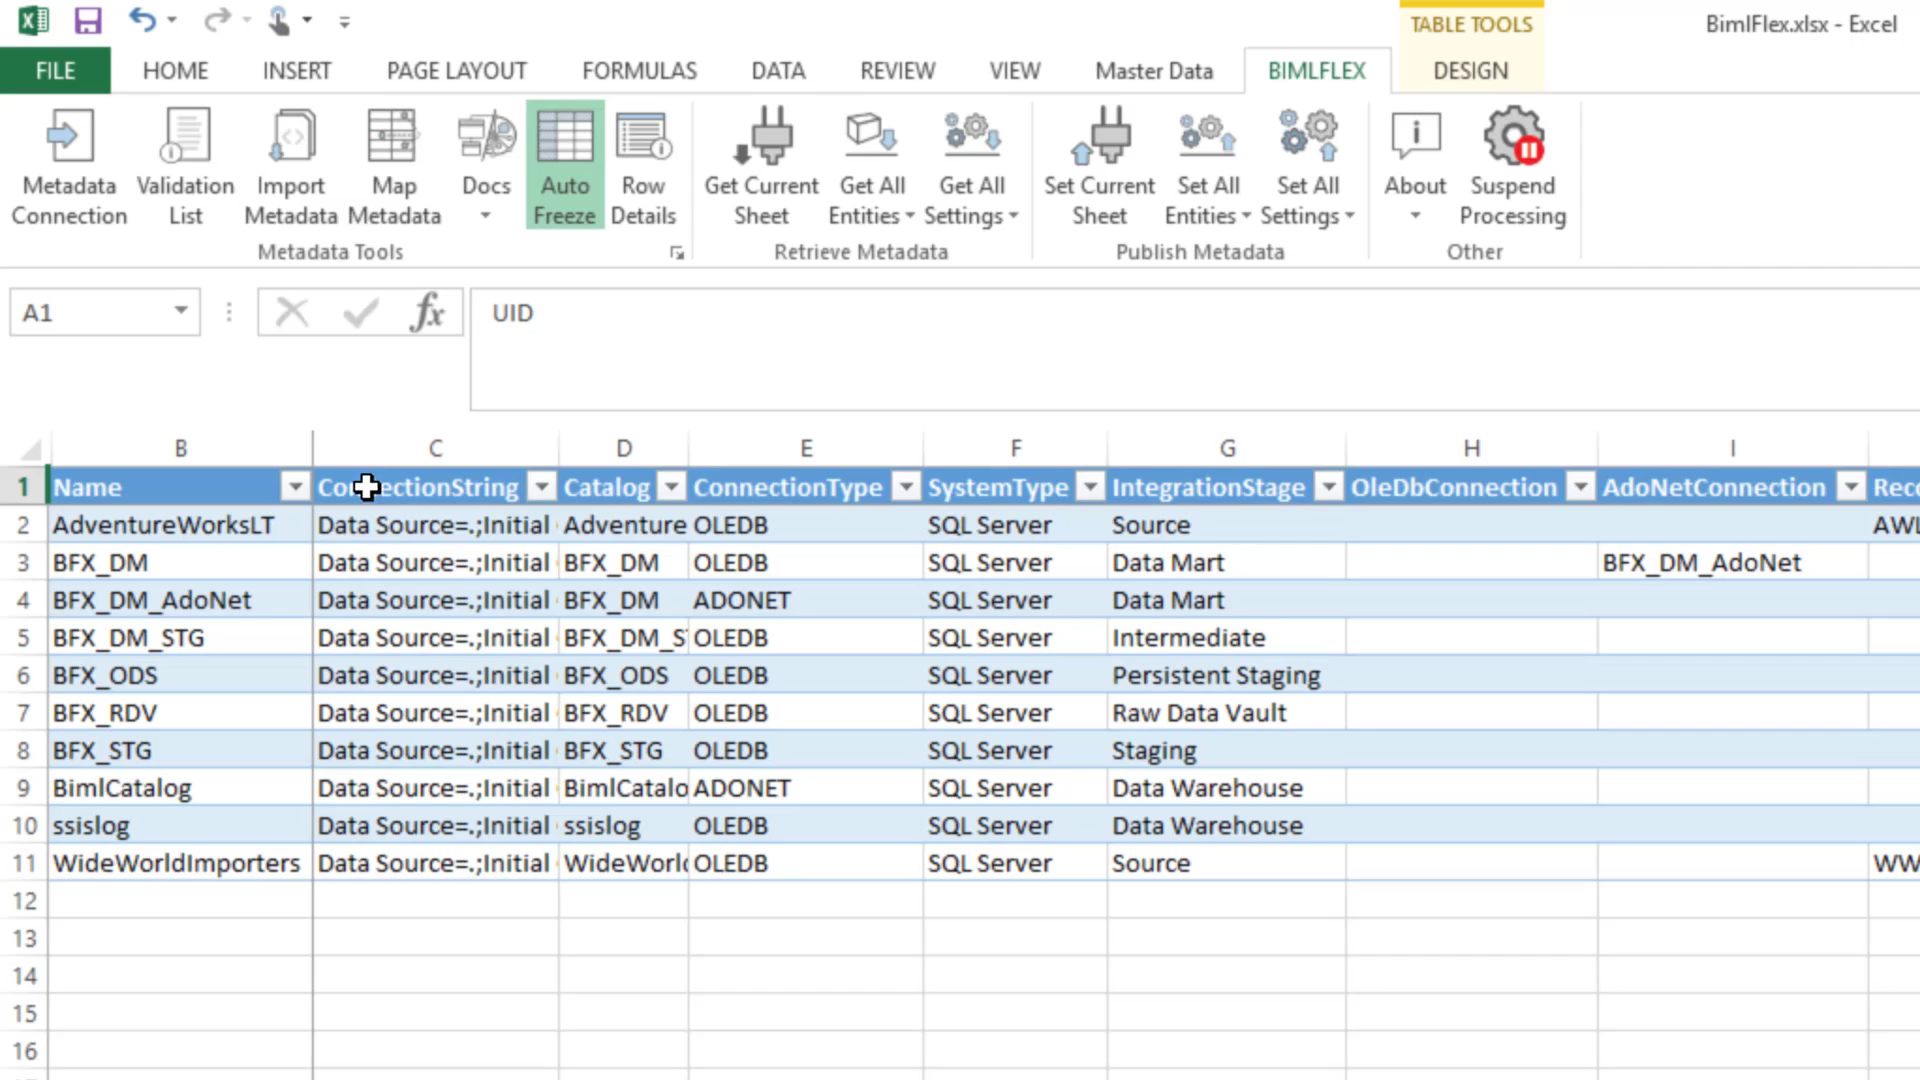 TABLE TOOLS
BimlFlex.xlsx - Excel
FILE HOME INSERT PAGE LAYOUT FORMULAS DATA REVIEW VIEW Master Data BIMLFLEX DESIGN
Metadata Connection
Validation List
Import Metadata
Map Metadata
Docs
Auto Freeze
Row Details
Get Current Sheet
Get All Entities
Get All Settings
Set Current Sheet
Set All Entities
Set All Settings
About
Suspend Processing
Metadata Tools Retrieve Metadata Publish Metadata Other
A1 fx UID
B C D E F G H I
1 Name ConnectionString Catalog ConnectionType SystemType IntegrationStage OleDbConnection AdoNetConnection Reco
2 AdventureWorksLT Data Source=.;Initial Adventure OLEDB SQL Server Source AWL
3 BFX_DM Data Source=.;Initial BFX_DM OLEDB SQL Server Data Mart BFX_DM_AdoNet
4 BFX_DM_AdoNet Data Source=.;Initial BFX_DM ADONET SQL Server Data Mart
5 BFX_DM_STG Data Source=.;Initial BFX_DM_S OLEDB SQL Server Intermediate
6 BFX_ODS Data Source=.;Initial BFX_ODS OLEDB SQL Server Persistent Staging
7 BFX_RDV Data Source=.;Initial BFX_RDV OLEDB SQL Server Raw Data Vault
8 BFX_STG Data Source=.;Initial BFX_STG OLEDB SQL Server Staging
9 BimlCatalog Data Source=.;Initial BimlCatalo ADONET SQL Server Data Warehouse
10 ssislog Data Source=.;Initial ssislog OLEDB SQL Server Data Warehouse
11 WideWorldImporters Data Source=.;Initial WideWorl OLEDB SQL Server Source WW
12
13
14
15
16